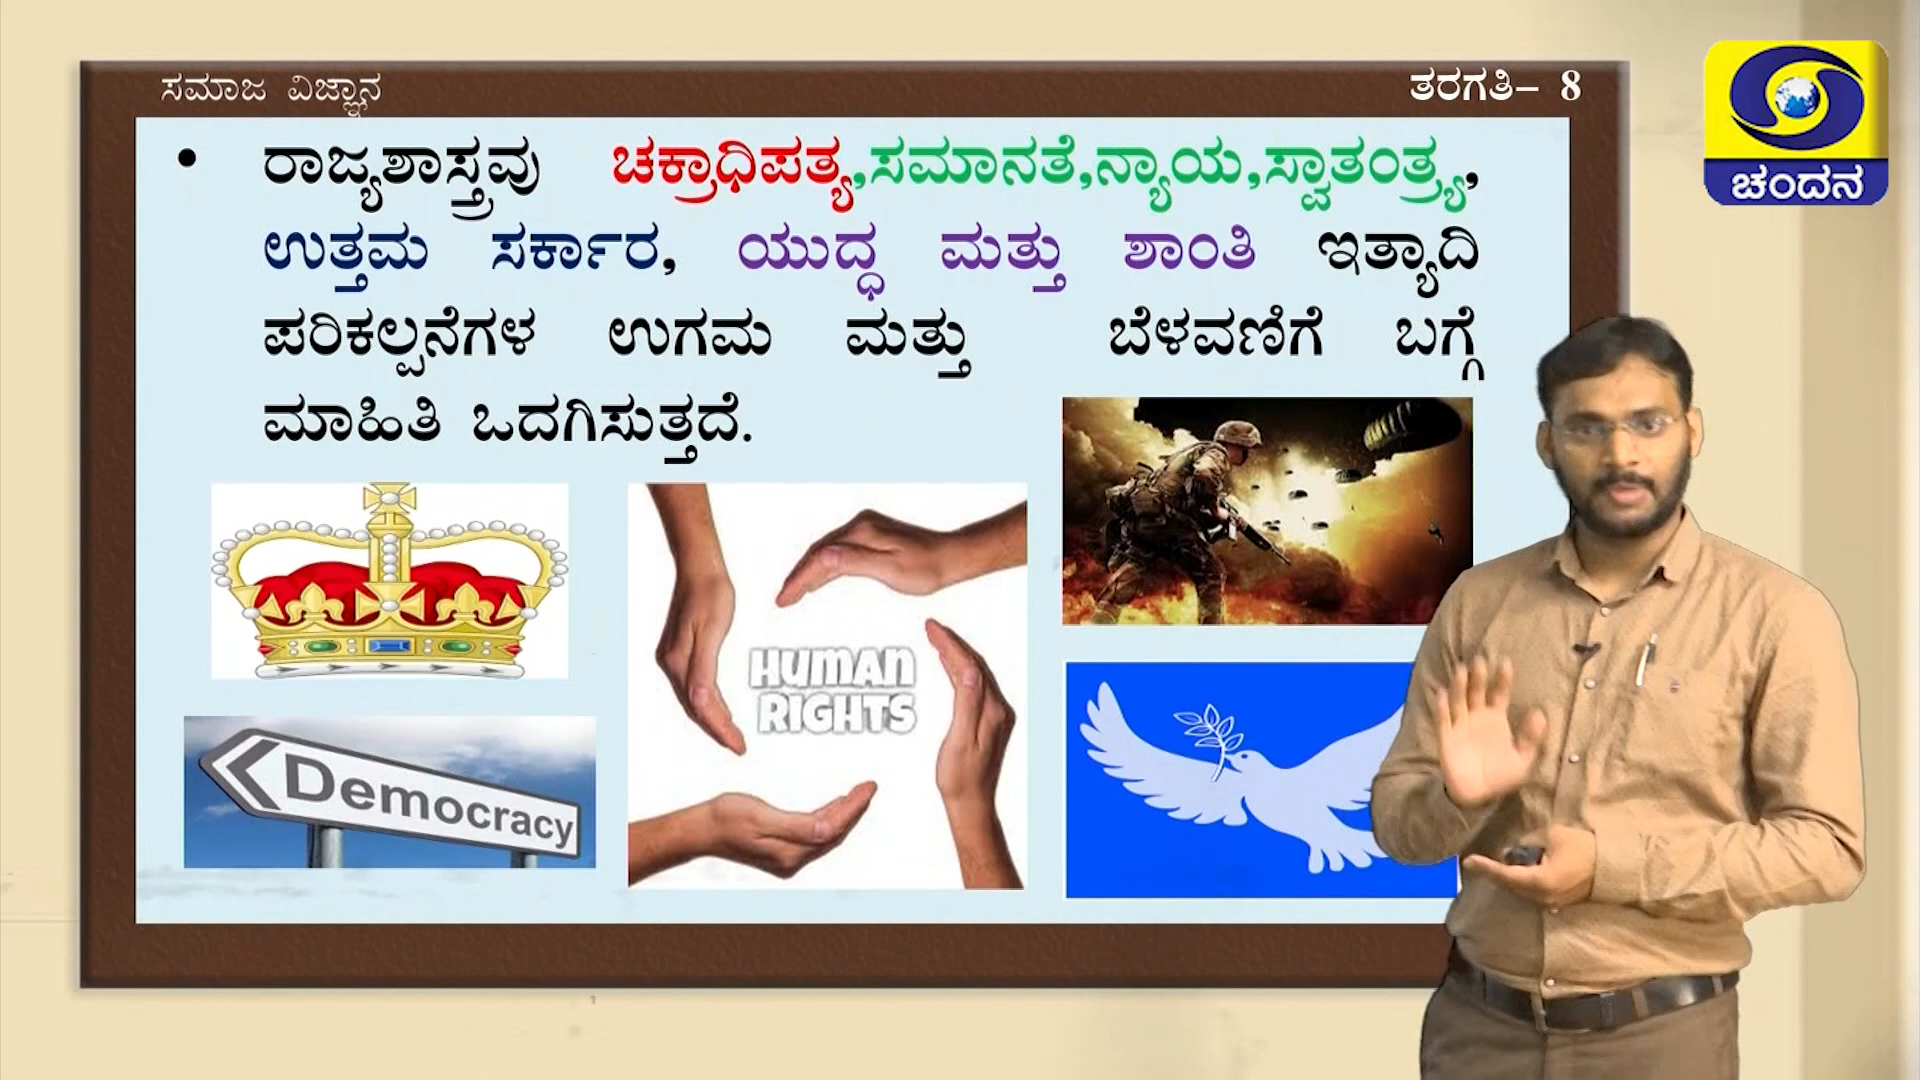 ಸಮಾಜ ವಿಜ್ಞಾನ
ತರಗತಿ– 8
ಚಂದನ
• ರಾಜ್ಯಶಾಸ್ತ್ರವು ಚಕ್ರಾಧಿಪತ್ಯ,ಸಮಾನತೆ,ನ್ಯಾಯ,ಸ್ವಾತಂತ್ರ್ಯ,
ಉತ್ತಮ ಸರ್ಕಾರ, ಯುದ್ಧ ಮತ್ತು ಶಾಂತಿ ಇತ್ಯಾದಿ
ಪರಿಕಲ್ಪನೆಗಳ ಉಗಮ ಮತ್ತು ಬೆಳವಣಿಗೆ ಬಗ್ಗೆ
ಮಾಹಿತಿ ಒದಗಿಸುತ್ತದೆ.
HUMAN
RIGHTS
Democracy